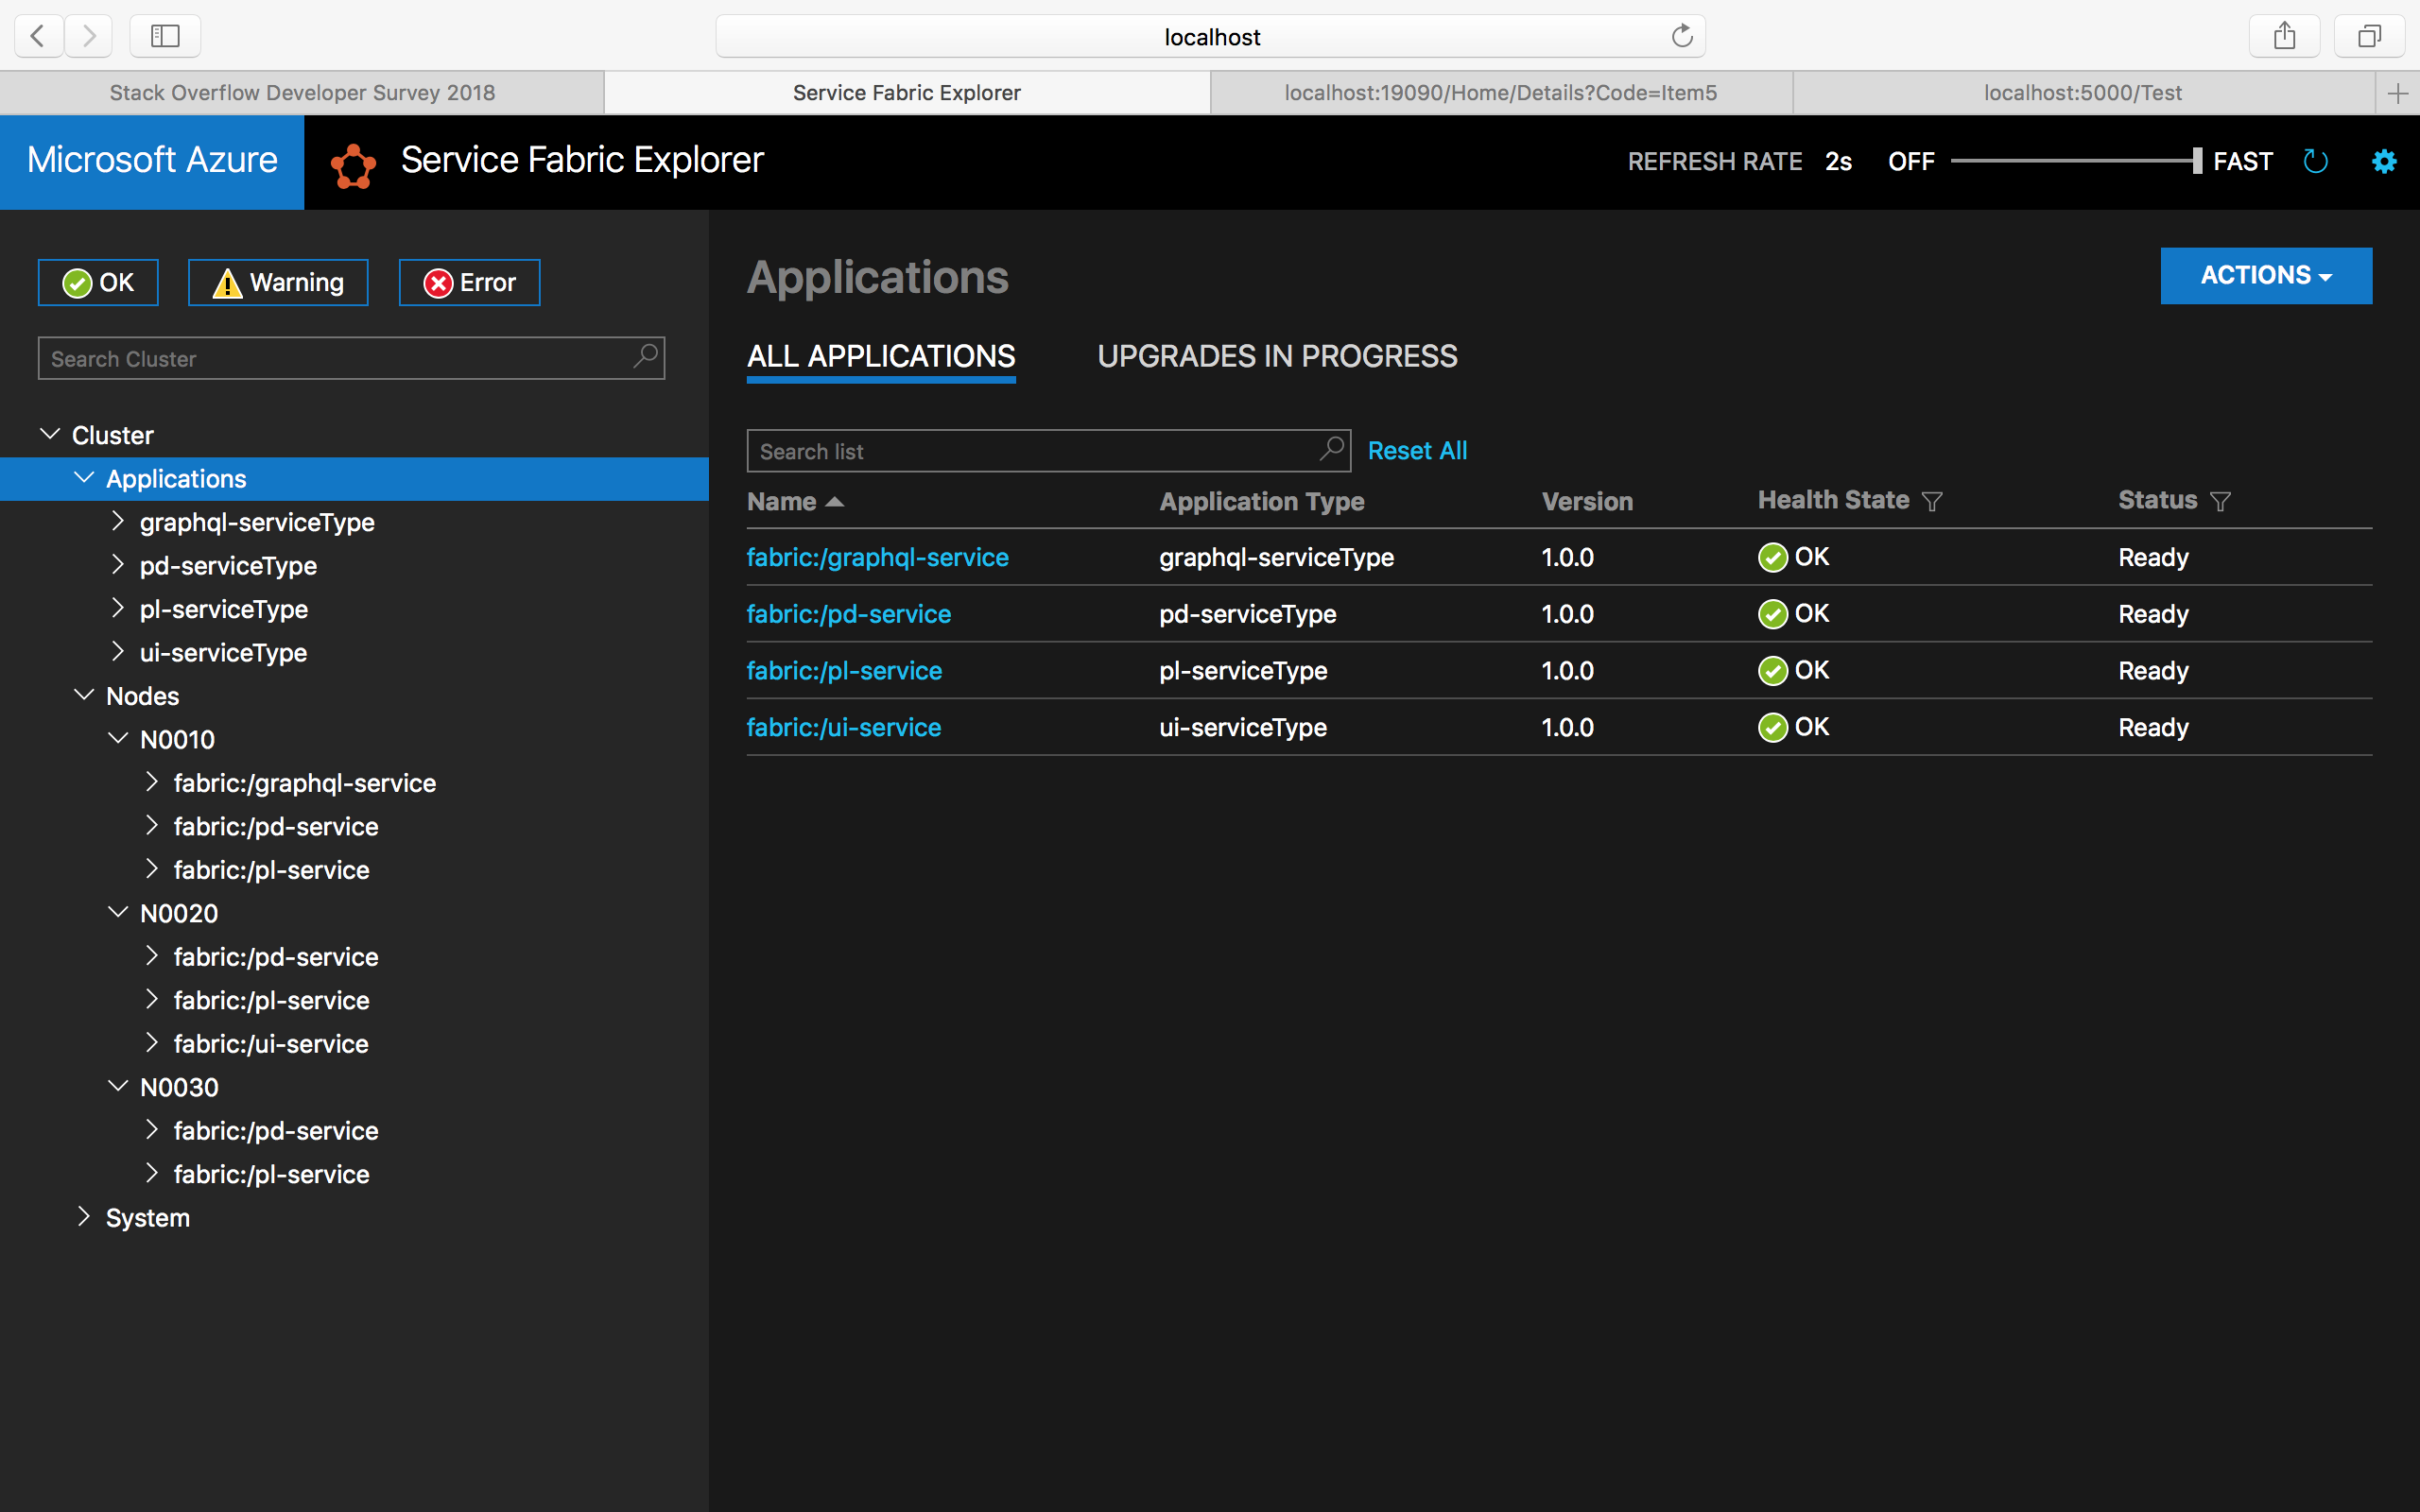 localhost
Stack Overflow Developer Survey 2018
Service Fabric Explorer
localhost:19090/Home/Details?Code=Item5
localhost:5000/Test
Microsoft Azure
Service Fabric Explorer
REFRESH RATE 2s OFF FAST
OK Warning Error
Search Cluster
Cluster
Applications
graphql-serviceType
pd-serviceType
pl-serviceType
ui-serviceType
Nodes
N0010
fabric:/graphql-service
fabric:/pd-service
fabric:/pl-service
N0020
fabric:/pd-service
fabric:/pl-service
fabric:/ui-service
N0030
fabric:/pd-service
fabric:/pl-service
System
Applications
ACTIONS
ALL APPLICATIONS UPGRADES IN PROGRESS
Search list Reset All
Name Application Type Version Health State Status
fabric:/graphql-service graphql-serviceType 1.0.0 OK Ready
fabric:/pd-service pd-serviceType 1.0.0 OK Ready
fabric:/pl-service pl-serviceType 1.0.0 OK Ready
fabric:/ui-service ui-serviceType 1.0.0 OK Ready